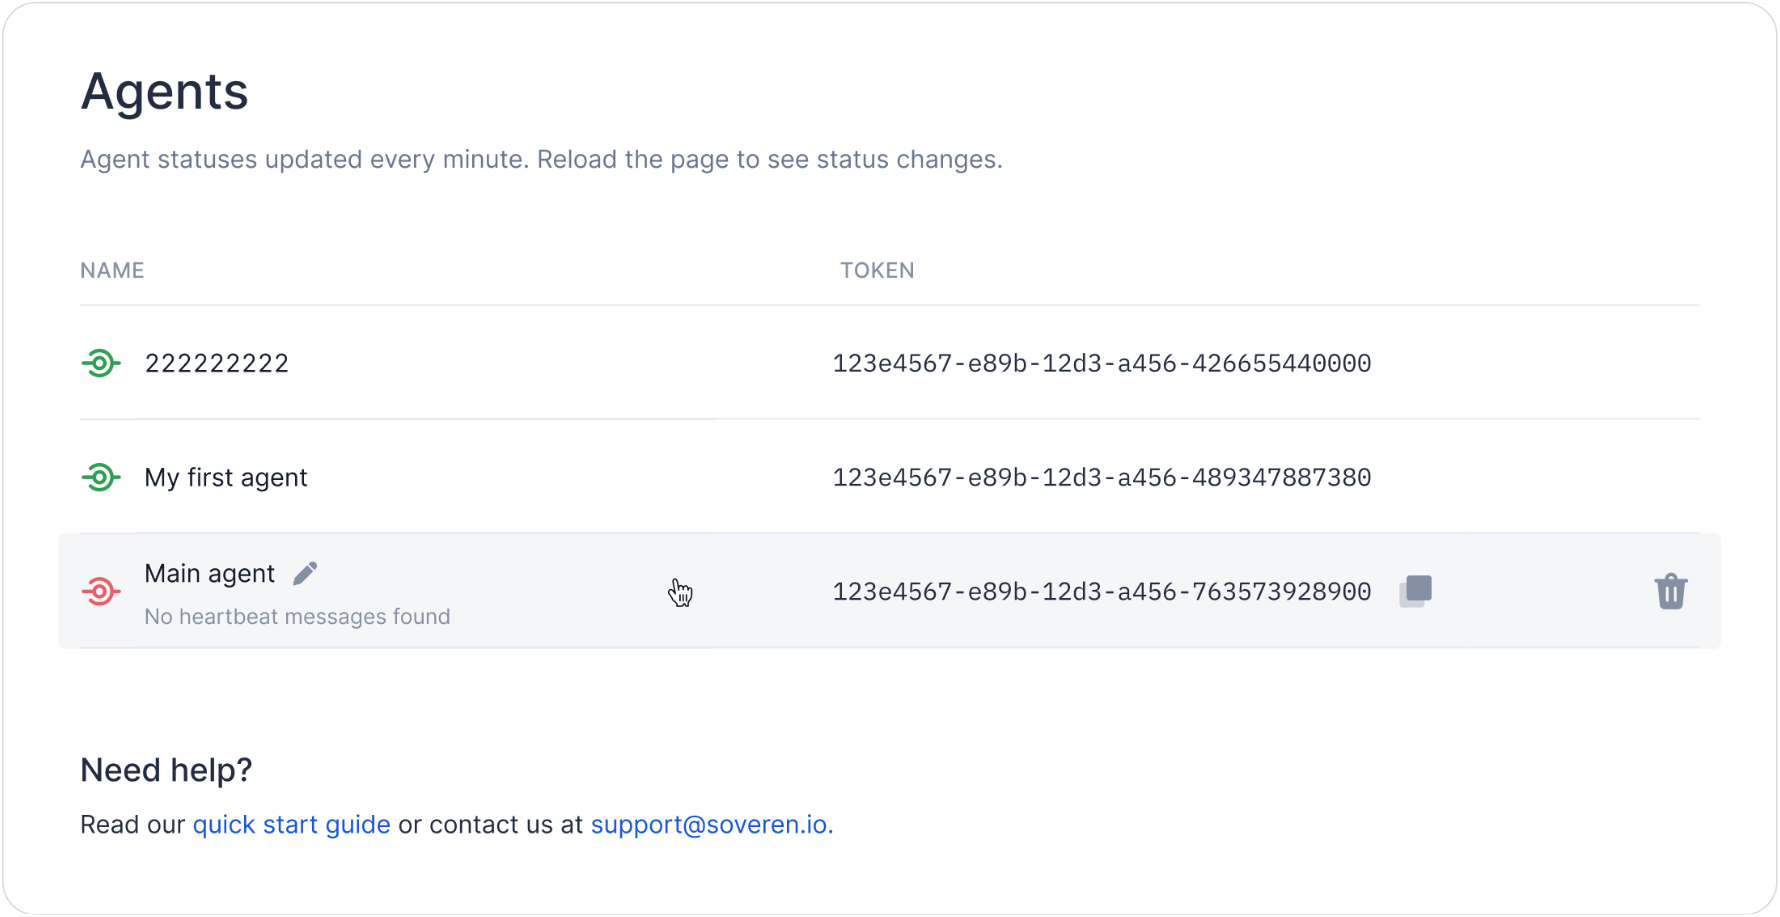 Agents
Agent statuses updated every minute. Reload the page to see status changes.
NAME TOKEN
222222222 123e4567-e89b-12d3-a456-426655440000
My first agent 123e4567-e89b-12d3-a456-489347887380
Main agent
No heartbeat messages found
123e4567-e89b-12d3-a456-763573928900
Need help?
Read our quick start guide or contact us at support@soveren.io.